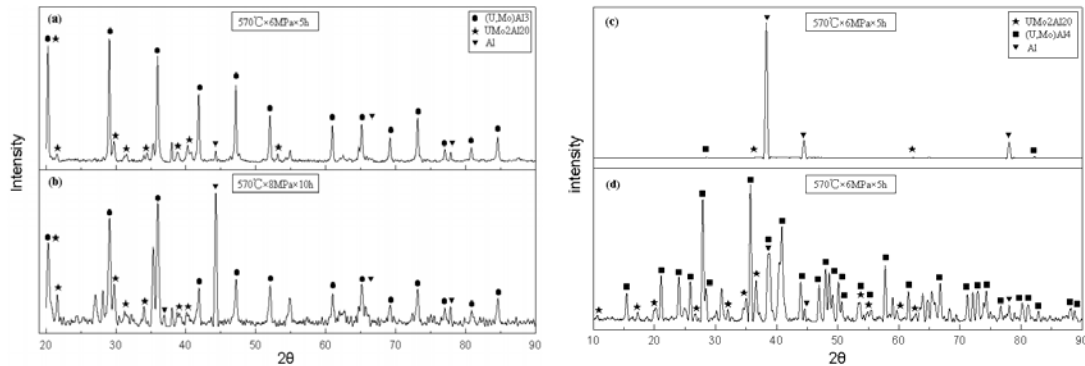 (a)
570℃×6MPa×5h
(U,Mo)Al3
UMo2Al20
Al
(b)
570℃×8MPa×10h
Intensity
Intensity
20 30 40 50 60 70 80 90
2θ
(c)
570℃×6MPa×5h
UMo2Al20
(U,Mo)Al4
Al
(d)
570℃×6MPa×5h
intensity
intensity
10 20 30 40 50 60 70 80 90
2θ